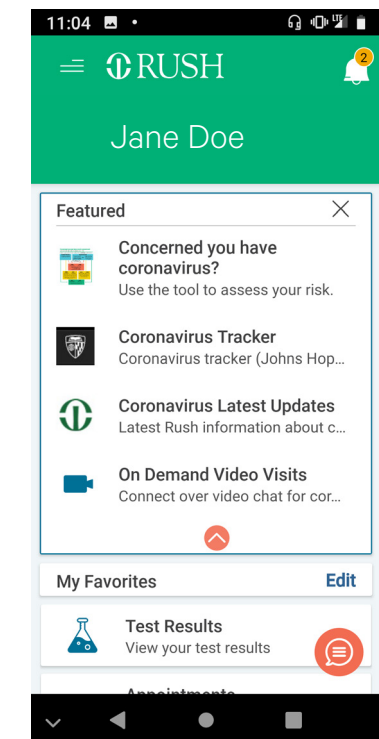 11:04
LTE
RUSH
2
Jane Doe
Featured
Concerned you have
coronavirus?
Use the tool to assess your risk.
Coronavirus Tracker
Coronavirus tracker (Johns Hop...
Coronavirus Latest Updates
Latest Rush information about c...
On Demand Video Visits
Connect over video chat for cor...
My Favorites
Edit
Test Results
View your test results
Appointments